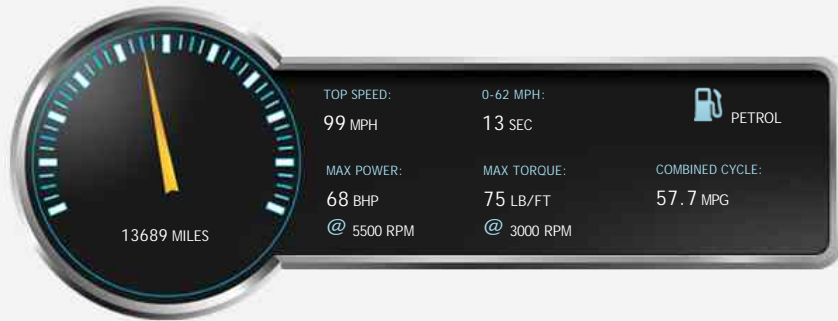 TOP SPEED:
99 MPH
0-62 MPH:
13 SEC
PETROL
MAX POWER:
68 BHP
@ 5500 RPM
MAX TORQUE:
75 LB/FT
@ 3000 RPM
COMBINED CYCLE:
57.7 MPG
13689 MILES